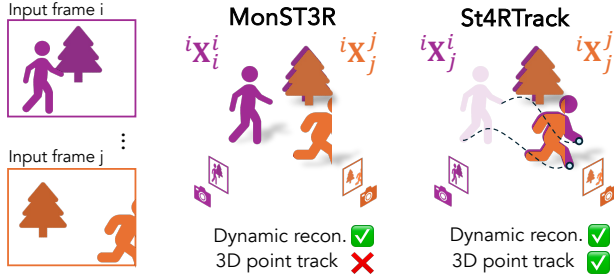 Input frame i
⋮
Input frame j
MonST3R
ⁱXᵢⁱ
ⁱXⱼʲ
Dynamic recon. ✅
3D point track ❌
St4RTrack
ⁱXⱼⁱ
ⁱXⱼʲ
Dynamic recon. ✅
3D point track ✅